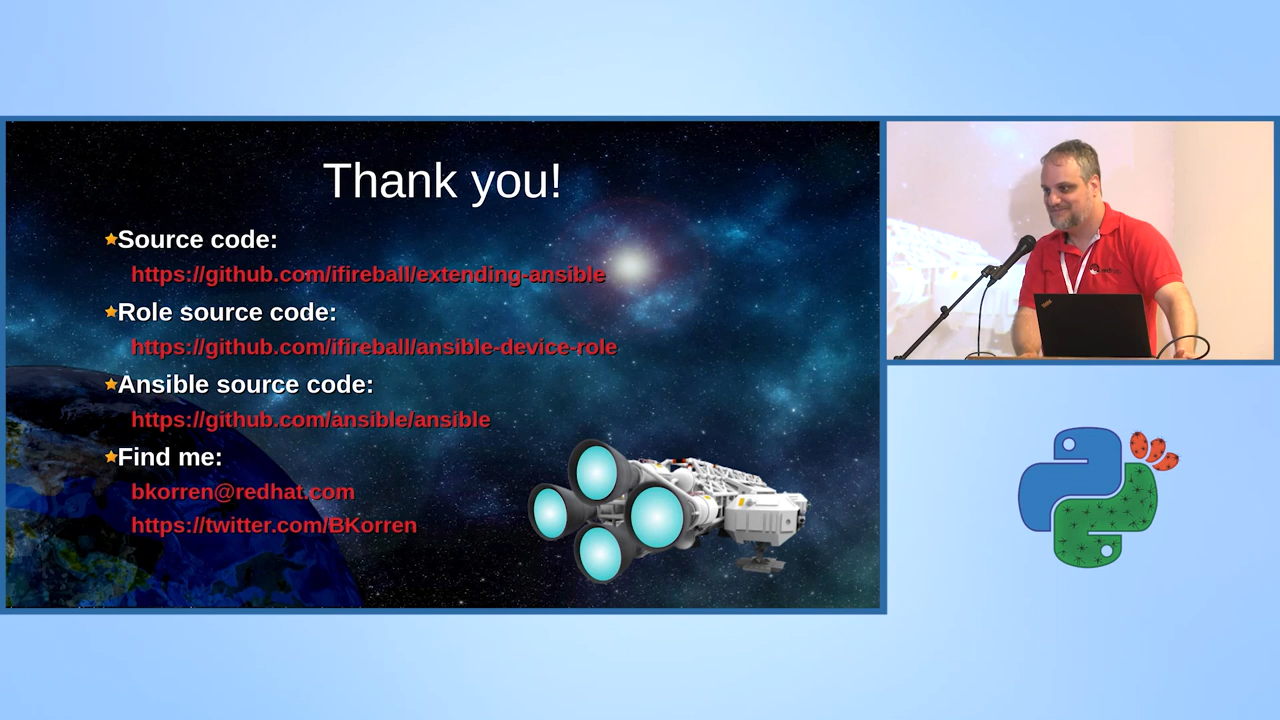 Thank you!
Source code:
https://github.com/ifireball/extending-ansible
Role source code:
https://github.com/ifireball/ansible-device-role
Ansible source code:
https://github.com/ansible/ansible
Find me:
bkorren@redhat.com
https://twitter.com/BKorren